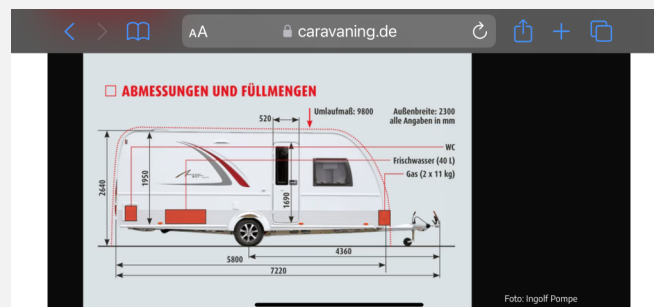 AA
caravaning.de
ABMESSUNGEN UND FÜLLMENGEN
520
Umlaufmaß: 9800
Außenbreite: 2300
alle Angaben in mm
WC
Frischwasser (40 L)
Gas (2 x 11 kg)
2640
1950
1690
4360
5800
7220
Foto: Ingolf Pompe